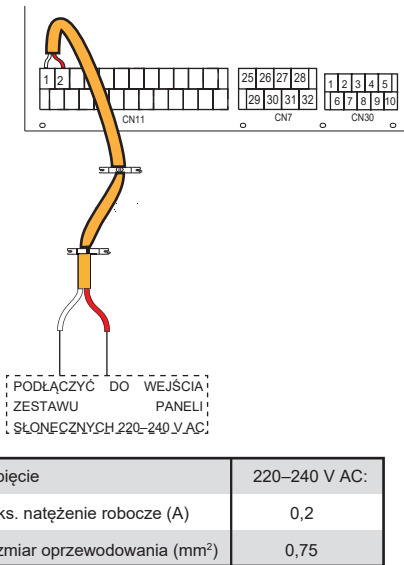 1 2
25 26 27 28
29 30 31 32
1 2 3 4 5
6 7 8 9 10
CN11
CN7
CN30
PODŁĄCZYĆ DO WEJŚCIA
ZESTAWU PANELI
SŁONECZNYCH 220–240 V AC
pięcie 220–240 V AC:
ks. natężenie robocze (A) 0,2
zmiar oprzewodowania (mm²) 0,75